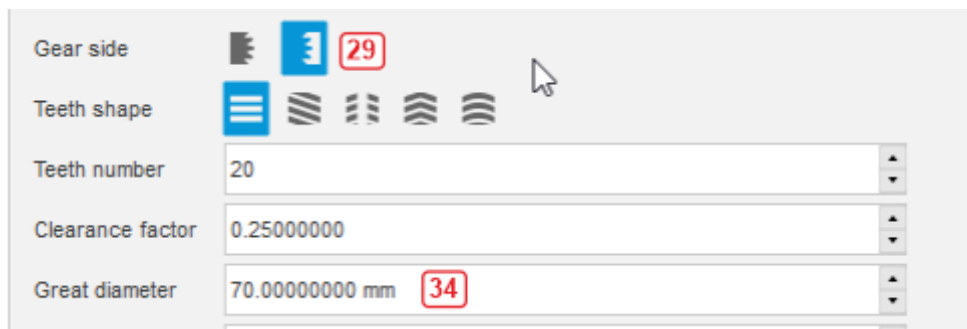 Gear side 29
Teeth shape
Teeth number 20
Clearance factor 0.25000000
Great diameter 70.00000000 mm 34